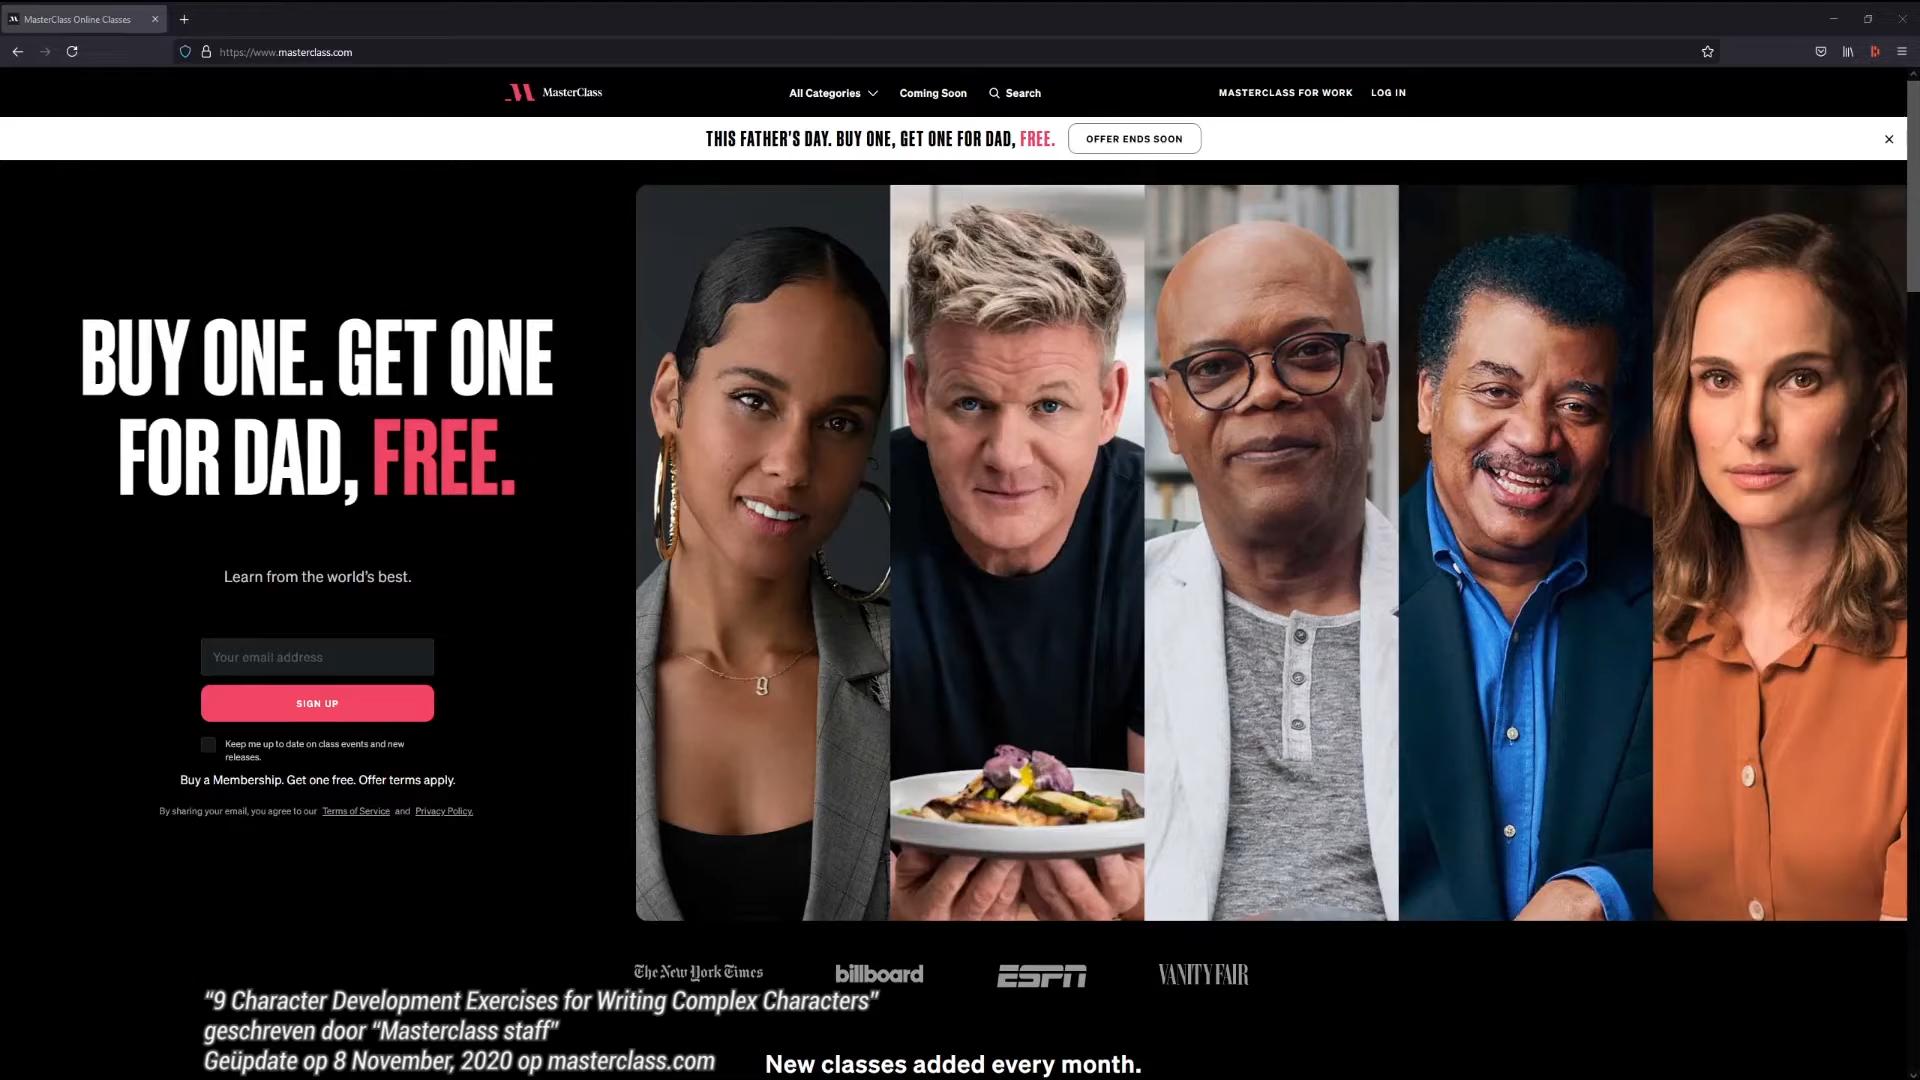 MasterClass Online Classes
https://www.masterclass.com
MasterClass
All Categories
Coming Soon
Search
MASTERCLASS FOR WORK
LOG IN
THIS FATHER'S DAY. BUY ONE, GET ONE FOR DAD, FREE.
OFFER ENDS SOON
BUY ONE. GET ONE
FOR DAD, FREE.
Learn from the world's best.
Your email address
SIGN UP
Keep me up to date on class events and new
releases.
Buy a Membership. Get one free. Offer terms apply.
By sharing your email, you agree to our Terms of Service and Privacy Policy.
g
The New York Times
billboard
ESPN
VANITY FAIR
“9 Character Development Exercises for Writing Complex Characters”
geschreven door “Masterclass staff”
Geüpdate op 8 November, 2020 op masterclass.com
New classes added every month.